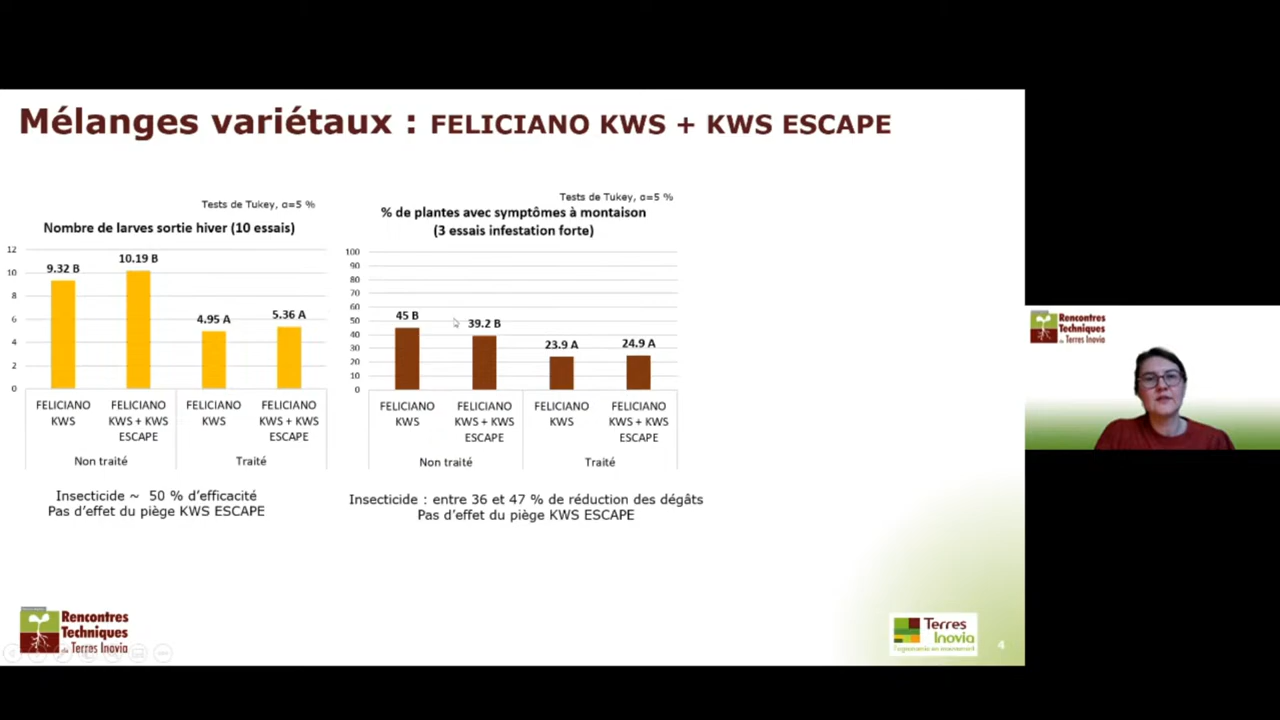 Mélanges variétaux : FELICIANO KWS + KWS ESCAPE
Tests de Tukey, α=5 %
Nombre de larves sortie hiver (10 essais)
12
10
8
6
4
2
0
9.32 B
10.19 B
4.95 A
5.36 A
FELICIANO
KWS
FELICIANO
KWS + KWS
ESCAPE
FELICIANO
KWS
FELICIANO
KWS + KWS
ESCAPE
Non traité
Traité
Insecticide ~ 50 % d'efficacité
Pas d'effet du piège KWS ESCAPE
Tests de Tukey, α=5 %
% de plantes avec symptômes à montaison
(3 essais infestation forte)
100
90
80
70
60
50
40
30
20
10
0
45 B
39.2 B
23.9 A
24.9 A
FELICIANO
KWS
FELICIANO
KWS + KWS
ESCAPE
FELICIANO
KWS
FELICIANO
KWS + KWS
ESCAPE
Non traité
Traité
Insecticide : entre 36 et 47 % de réduction des dégâts
Pas d'effet du piège KWS ESCAPE
Rencontres
Techniques
de Terres Inovia
Rencontres
Techniques
de Terres Inovia
Terres
Inovia
l'agronomie en mouvement
4